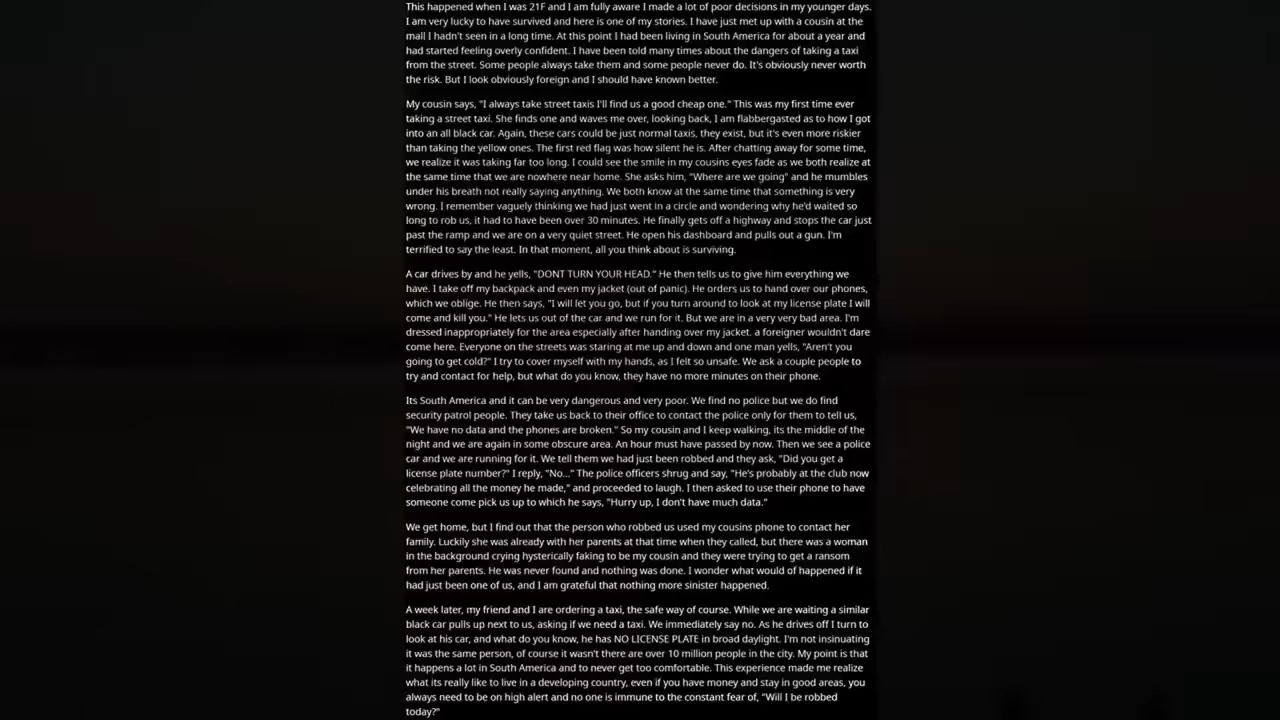 This happened when I was 21F and I am fully aware I made a lot of poor decisions in my younger days.
I am very lucky to have survived and here is one of my stories. I have just met up with a cousin at the
mall I hadn't seen in a long time. At this point I had been living in South America for about a year and
had started feeling overly confident. I have been told many times about the dangers of taking a taxi
from the street. Some people always take them and some people never do. It's obviously never worth
the risk. But I look obviously foreign and I should have known better.
My cousin says, "I always take street taxis I'll find us a good cheap one." This was my first time ever
taking a street taxi. She finds one and waves me over, looking back, I am flabbergasted as to how I got
into an all black car. Again, these cars could be just normal taxis, they exist, but it's even more riskier
than taking the yellow ones. The first red flag was how silent he is. After chatting away for some time,
we realize it was taking far too long. I could see the smile in my cousins eyes fade as we both realize at
the same time that we are nowhere near home. She asks him, "Where are we going" and he mumbles
under his breath not really saying anything. We both know at the same time that something is very
wrong. I remember vaguely thinking we had just went in a circle and wondering why he'd waited so
long to rob us, it had to have been over 30 minutes. He finally gets off a highway and stops the car just
past the ramp and we are on a very quiet street. He open his dashboard and pulls out a gun. I'm
terrified to say the least. In that moment, all you think about is surviving.
A car drives by and he yells, "DONT TURN YOUR HEAD." He then tells us to give him everything we
have. I take off my backpack and even my jacket (out of panic). He orders us to hand over our phones,
which we oblige. He then says, "I will let you go, but if you turn around to look at my license plate I will
come and kill you." He lets us out of the car and we run for it. But we are in a very very bad area. I'm
dressed inappropriately for the area especially after handing over my jacket. a foreigner wouldn't dare
come here. Everyone on the streets was staring at me up and down and one man yells, "Aren't you
going to get cold?" I try to cover myself with my hands, as I felt so unsafe. We ask a couple people to
try and contact for help, but what do you know, they have no more minutes on their phone.
Its South America and it can be very dangerous and very poor. We find no police but we do find
security patrol people. They take us back to their office to contact the police only for them to tell us,
"We have no data and the phones are broken." So my cousin and I keep walking, its the middle of the
night and we are again in some obscure area. An hour must have passed by now. Then we see a police
car and we are running for it. We tell them we had just been robbed and they ask, "Did you get a
license plate number?" I reply, "No..." The police officers shrug and say, "He's probably at the club now
celebrating all the money he made," and proceeded to laugh. I then asked to use their phone to have
someone come pick us up to which he says, "Hurry up, I don't have much data."
We get home, but I find out that the person who robbed us used my cousins phone to contact her
family. Luckily she was already with her parents at that time when they called, but there was a woman
in the background crying hysterically faking to be my cousin and they were trying to get a ransom
from her parents. He was never found and nothing was done. I wonder what would of happened if it
had just been one of us, and I am grateful that nothing more sinister happened.
A week later, my friend and I are ordering a taxi, the safe way of course. While we are waiting a similar
black car pulls up next to us, asking if we need a taxi. We immediately say no. As he drives off I turn to
look at his car, and what do you know, he has NO LICENSE PLATE in broad daylight. I'm not insinuating
it was the same person, of course it wasn't there are over 10 million people in the city. My point is that
it happens a lot in South America and to never get too comfortable. This experience made me realize
what its really like to live in a developing country, even if you have money and stay in good areas, you
always need to be on high alert and no one is immune to the constant fear of, "Will I be robbed
today?"